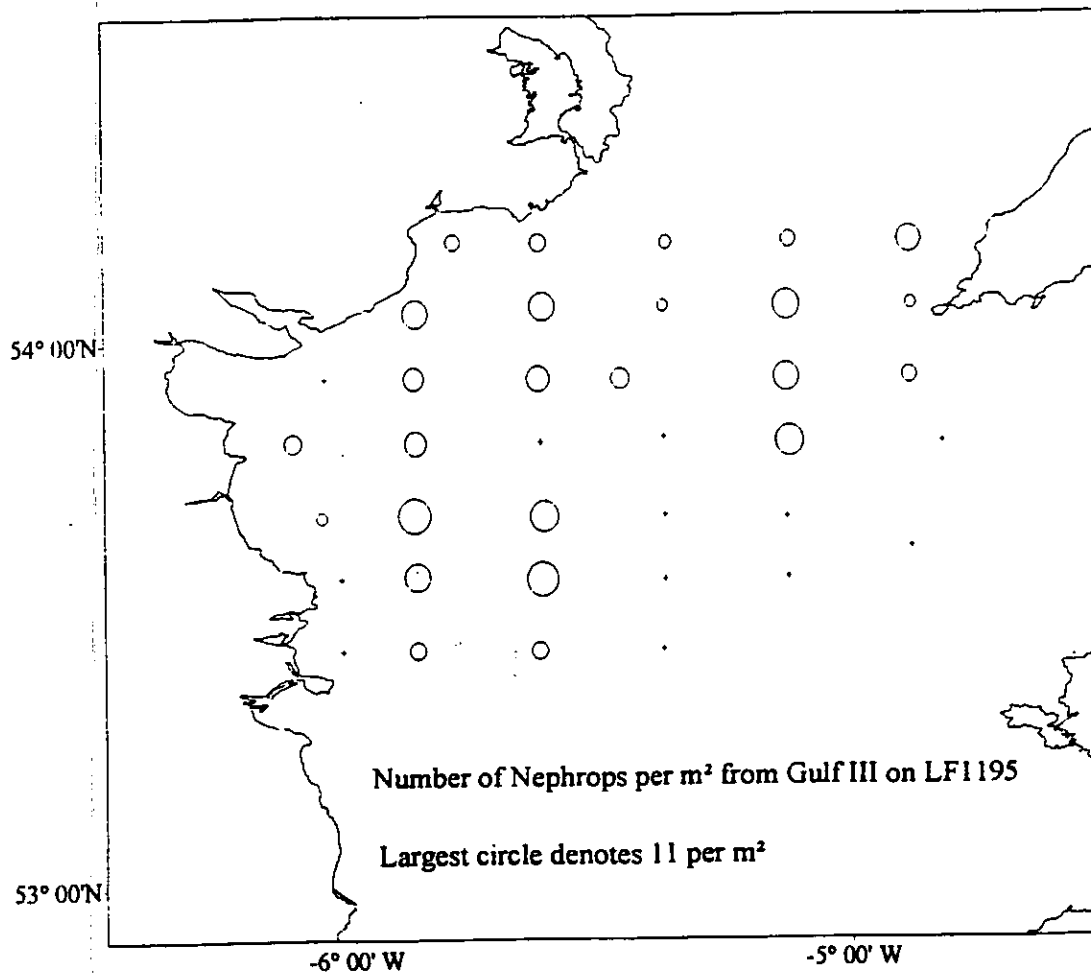 54° 00'N
Number of Nephrops per m² from Gulf III on LF1195
Largest circle denotes 11 per m²
53° 00'N
-6° 00' W
-5° 00' W